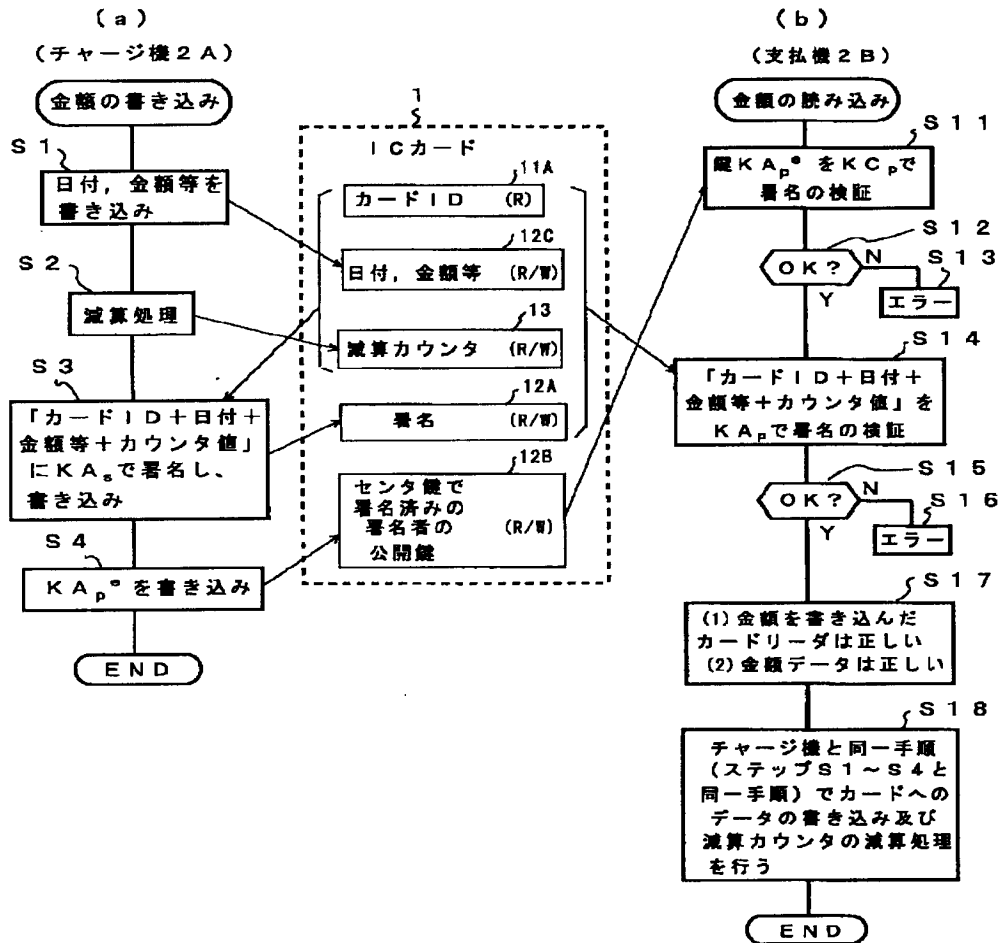 (a)
(チャージ機2A)
金額の書き込み
S1
日付,金額等を
書き込み
S2
減算処理
S3
「カードID+日付+
金額等+カウンタ値」
にKAsで署名し、
書き込み
S4
KAp*を書き込み
END
1
ICカード
11A
カードID (R)
12C
日付,金額等 (R/W)
13
減算カウンタ (R/W)
12A
署名 (R/W)
12B
センタ鍵で
署名済みの
署名者の (R/W)
公開鍵
(b)
(支払機2B)
金額の読み込み
S11
鍵KAp*をKCpで
署名の検証
S12
OK?
N
Y
S13
エラー
S14
「カードID+日付+
金額等+カウンタ値」を
KApで署名の検証
S15
OK?
N
Y
S16
エラー
S17
(1)金額を書き込んだ
カードリーダは正しい
(2)金額データは正しい
S18
チャージ機と同一手順
(ステップS1~S4と
同一手順)でカードへの
データの書き込み及び
減算カウンタの減算処理
を行う
END